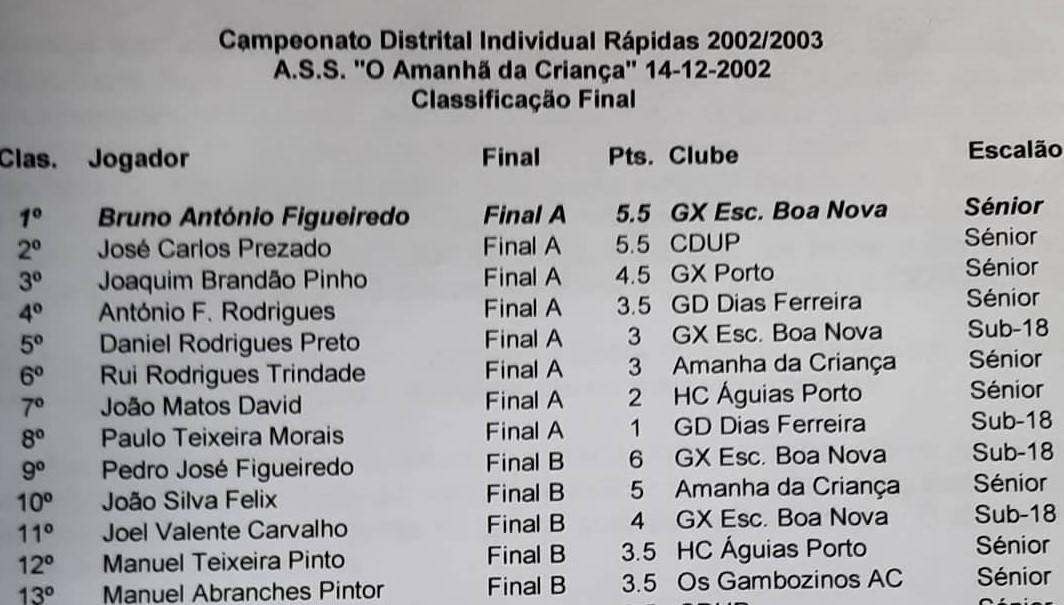 Campeonato Distrital Individual Rápidas 2002/2003
A.S.S. "O Amanhã da Criança" 14-12-2002
Classificação Final
Clas. Jogador Final Pts. Clube Escalão
1º Bruno António Figueiredo Final A 5.5 GX Esc. Boa Nova Sénior
2º José Carlos Prezado Final A 5.5 CDUP Sénior
3º Joaquim Brandão Pinho Final A 4.5 GX Porto Sénior
4º António F. Rodrigues Final A 3.5 GD Dias Ferreira Sénior
5º Daniel Rodrigues Preto Final A 3 GX Esc. Boa Nova Sub-18
6º Rui Rodrigues Trindade Final A 3 Amanha da Criança Sénior
7º João Matos David Final A 2 HC Águias Porto Sénior
8º Paulo Teixeira Morais Final A 1 GD Dias Ferreira Sub-18
9º Pedro José Figueiredo Final B 6 GX Esc. Boa Nova Sub-18
10º João Silva Felix Final B 5 Amanha da Criança Sénior
11º Joel Valente Carvalho Final B 4 GX Esc. Boa Nova Sub-18
12º Manuel Teixeira Pinto Final B 3.5 HC Águias Porto Sénior
13º Manuel Abranches Pintor Final B 3.5 Os Gambozinos AC Sénior